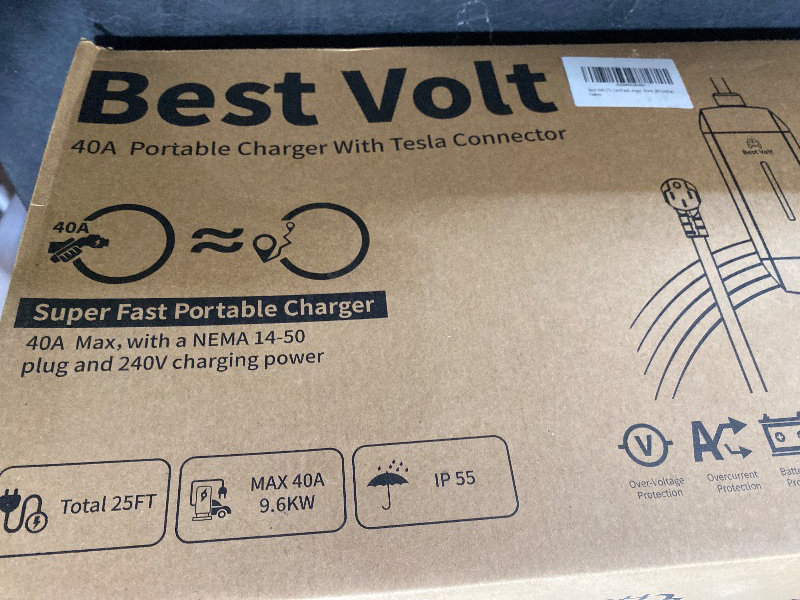 Best Volt
40A Portable Charger With Tesla Connector
Best Volt
40A
Super Fast Portable Charger
40A Max, with a NEMA 14-50
plug and 240V charging power
Total 25FT
MAX 40A
9.6KW
IP 55
V
Over-Voltage
Protection
Overcurrent
Protection